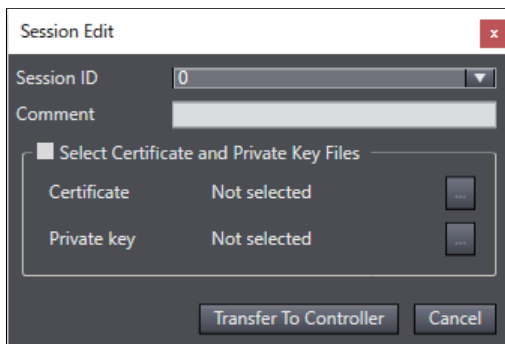 Session Edit
x
Session ID 0
Comment
Select Certificate and Private Key Files
Certificate Not selected ...
Private key Not selected ...
Transfer To Controller Cancel